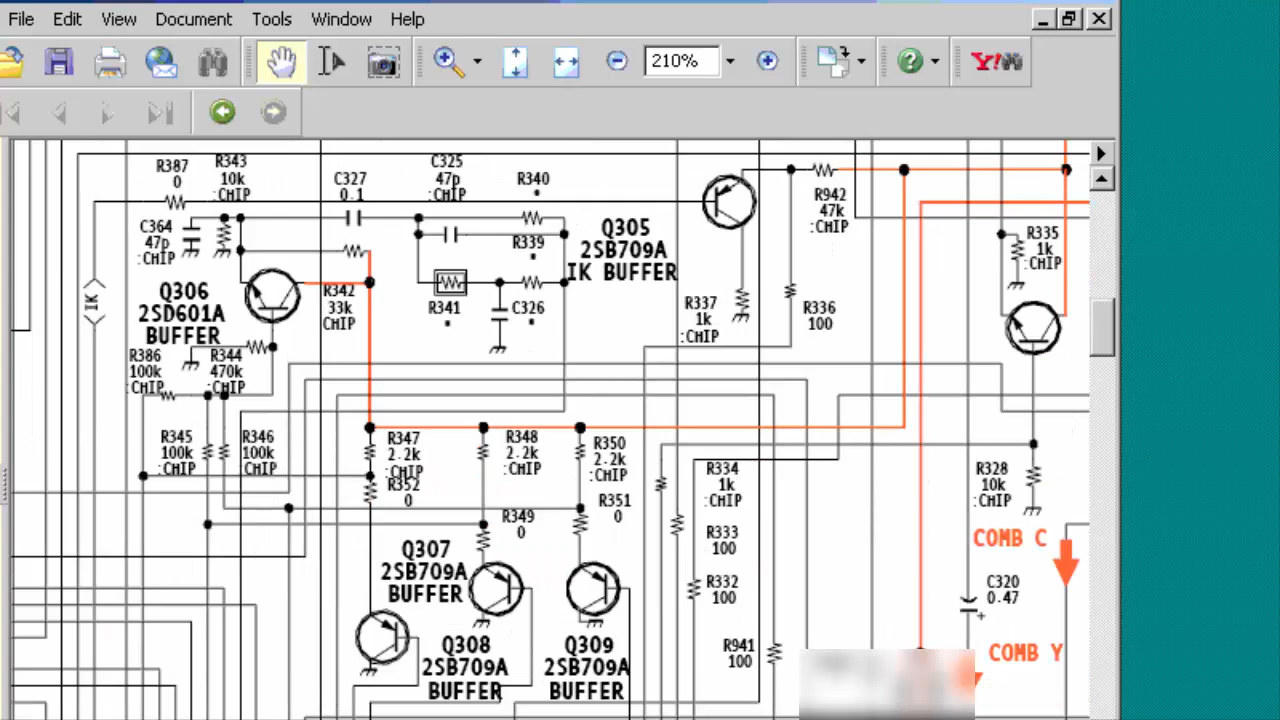 File Edit View Document Tools Window Help
210%
Y!
R387
0
R343
10k
:CHIP
C327
0.1
C325
47p
:CHIP
R340
*
R942
47k
:CHIP
C364
47p
:CHIP
R339
*
Q305
2SB709A
IK BUFFER
R335
1k
:CHIP
IK
Q306
2SD601A
BUFFER
R342
33k
CHIP
R341
*
C326
*
R337
1k
:CHIP
R336
100
R386
100k
:CHIP
R344
470k
:CHIP
R345
100k
:CHIP
R346
100k
:CHIP
R347
2.2k
:CHIP
R352
0
R348
2.2k
:CHIP
R350
2.2k
:CHIP
R334
1k
:CHIP
R328
10k
:CHIP
R349
0
R351
0
R333
100
COMB C
Q307
2SB709A
BUFFER
R332
100
C320
0.47
+
Q308
2SB709A
BUFFER
Q309
2SB709A
BUFFER
R941
100
COMB Y